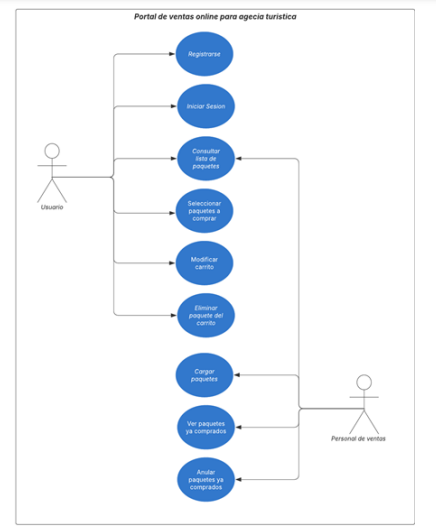 Portal de ventas online para agecia turística
Registrarse
Iniciar Sesion
Consultar
lista de
paquetes
Usuario
Seleccionar
paquetes a
comprar
Modificar
carrito
Eliminar
paquete del
carrito
Cargar
paquetes
Ver paquetes
ya comprados
Personal de ventas
Anular
paquetes ya
comprados